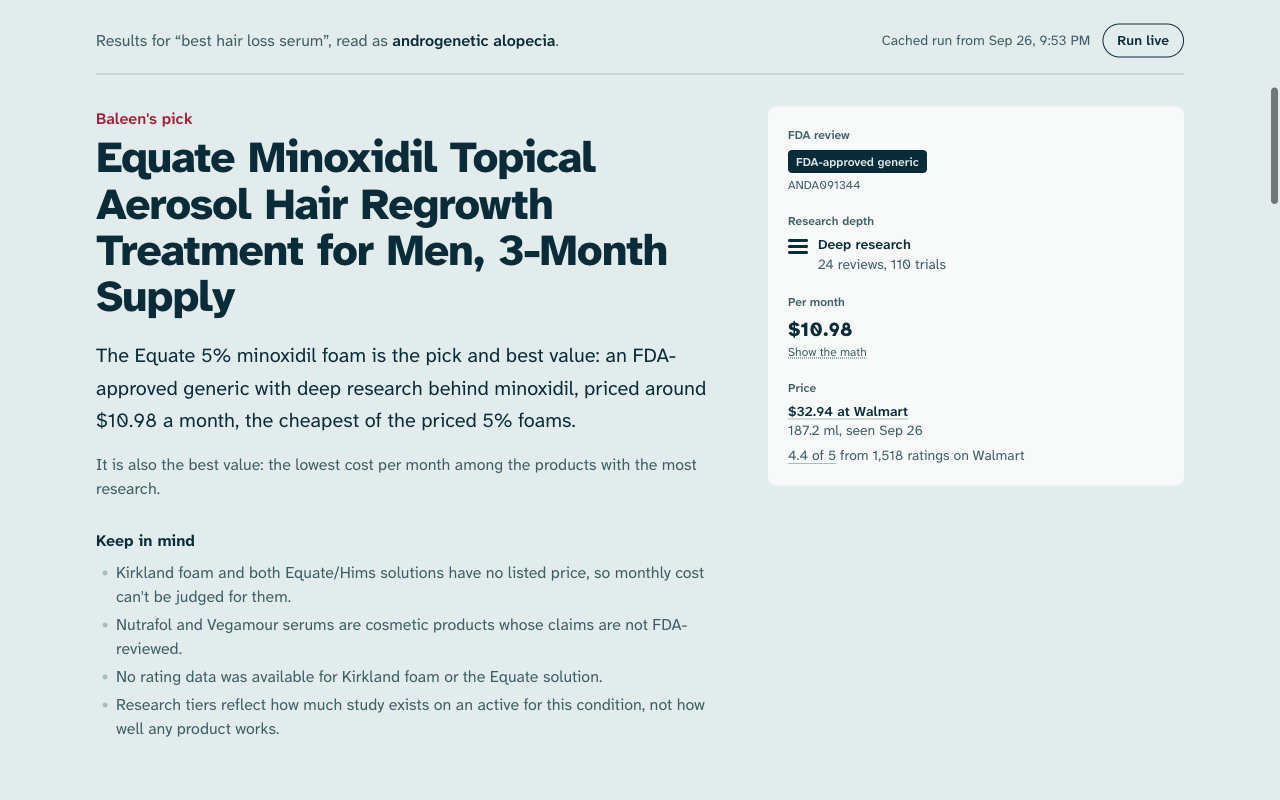 Results for “best hair loss serum”, read as androgenetic alopecia.
Cached run from Sep 26, 9:53 PM
Run live
Baleen's pick
Equate Minoxidil Topical
Aerosol Hair Regrowth
Treatment for Men, 3-Month
Supply
The Equate 5% minoxidil foam is the pick and best value: an FDA-
approved generic with deep research behind minoxidil, priced around
$10.98 a month, the cheapest of the priced 5% foams.
It is also the best value: the lowest cost per month among the products with the most
research.
Keep in mind
Kirkland foam and both Equate/Hims solutions have no listed price, so monthly cost
can't be judged for them.
Nutrafol and Vegamour serums are cosmetic products whose claims are not FDA-
reviewed.
No rating data was available for Kirkland foam or the Equate solution.
Research tiers reflect how much study exists on an active for this condition, not how
well any product works.
FDA review
FDA-approved generic
ANDA091344
Research depth
Deep research
24 reviews, 110 trials
Per month
$10.98
Show the math
Price
$32.94 at Walmart
187.2 ml, seen Sep 26
4.4 of 5 from 1,518 ratings on Walmart